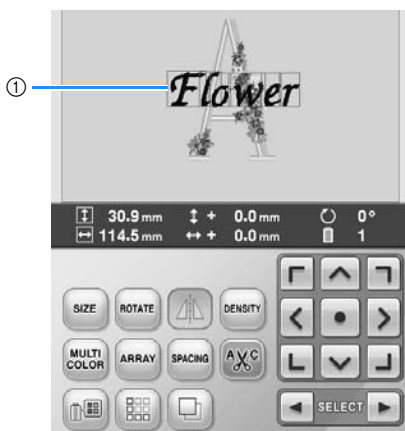 ①
A
Flower
30.9 mm + 0.0 mm 0°
114.5 mm + 0.0 mm 1
SIZE ROTATE DENSITY
MULTI COLOR ARRAY SPACING A C
SELECT